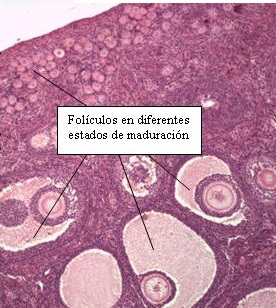 Folículos en diferentes
estados de maduración